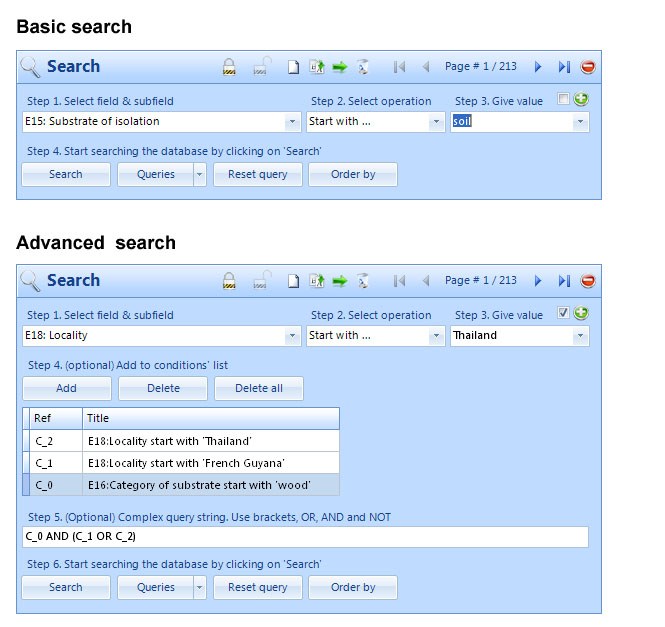 Basic search
Search Page # 1 / 213
Step 1. Select field & subfield Step 2. Select operation Step 3. Give value
E15: Substrate of isolation Start with ... soil
Step 4. Start searching the database by clicking on 'Search'
Search Queries Reset query Order by
Advanced search
Search Page # 1 / 213
Step 1. Select field & subfield Step 2. Select operation Step 3. Give value
E18: Locality Start with ... Thailand
Step 4. (optional) Add to conditions' list
Add Delete Delete all
Ref Title
C_2 E18:Locality start with 'Thailand'
C_1 E18:Locality start with 'French Guyana'
C_0 E16:Category of substrate start with 'wood'
Step 5. (Optional) Complex query string. Use brackets, OR, AND and NOT
C_0 AND (C_1 OR C_2)
Step 6. Start searching the database by clicking on 'Search'
Search Queries Reset query Order by